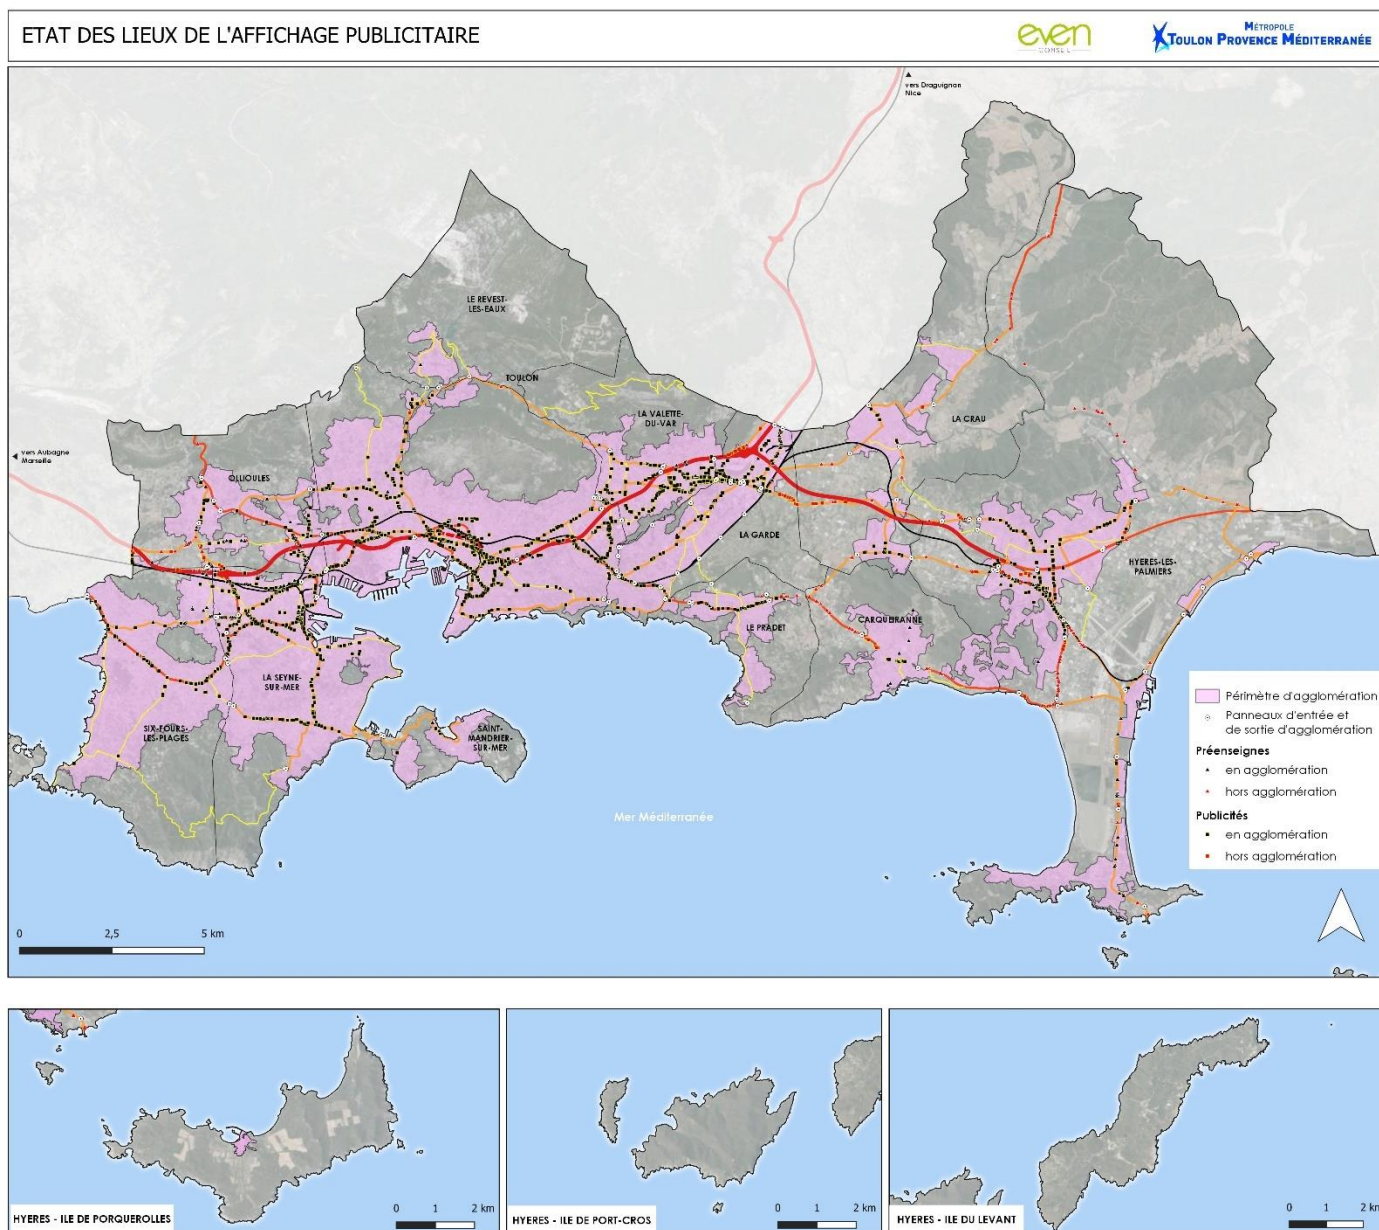 ETAT DES LIEUX DE L'AFFICHAGE PUBLICITAIRE
even
CONSEIL
MÉTROPOLE
TOULON PROVENCE MÉDITERRANÉE
vers Draguignan
Nice
LE REVEST-
LES-EAUX
TOULON
LA VALETTE-
DU-VAR
LA CRAU
vers Aubagne
Marseille
OLLIOULES
LA GARDE
HYERES-LES-
PALMIERS
LE PRADET
CARQUEIRANNE
LA SEYNE-
SUR-MER
SIX-FOURS-
LES-PLAGES
SAINT-
MANDRIER-
SUR-MER
Mer Méditerranée
Périmètre d'agglomération
Panneaux d'entrée et
de sortie d'agglomération
Préenseignes
en agglomération
hors agglomération
Publicités
en agglomération
hors agglomération
0 2,5 5 km
HYERES - ILE DE PORQUEROLLES
0 1 2 km
HYERES - ILE DE PORT-CROS
0 1 2 km
HYERES - ILE DU LEVANT
0 1 2 km